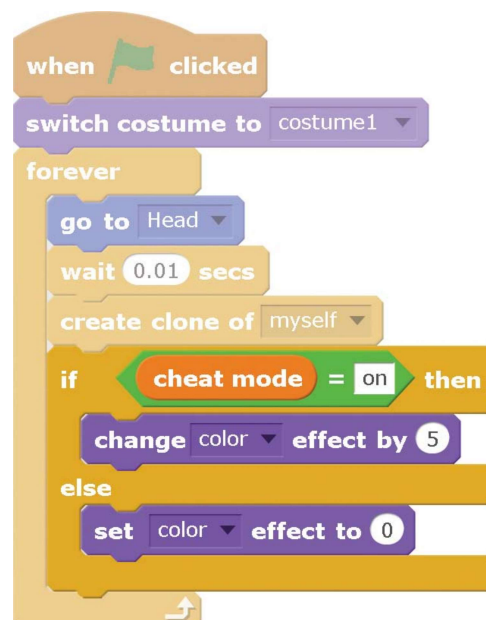 when clicked
switch costume to costume1
forever
go to Head
wait 0.01 secs
create clone of myself
if cheat mode = on then
change color effect by 5
else
set color effect to 0